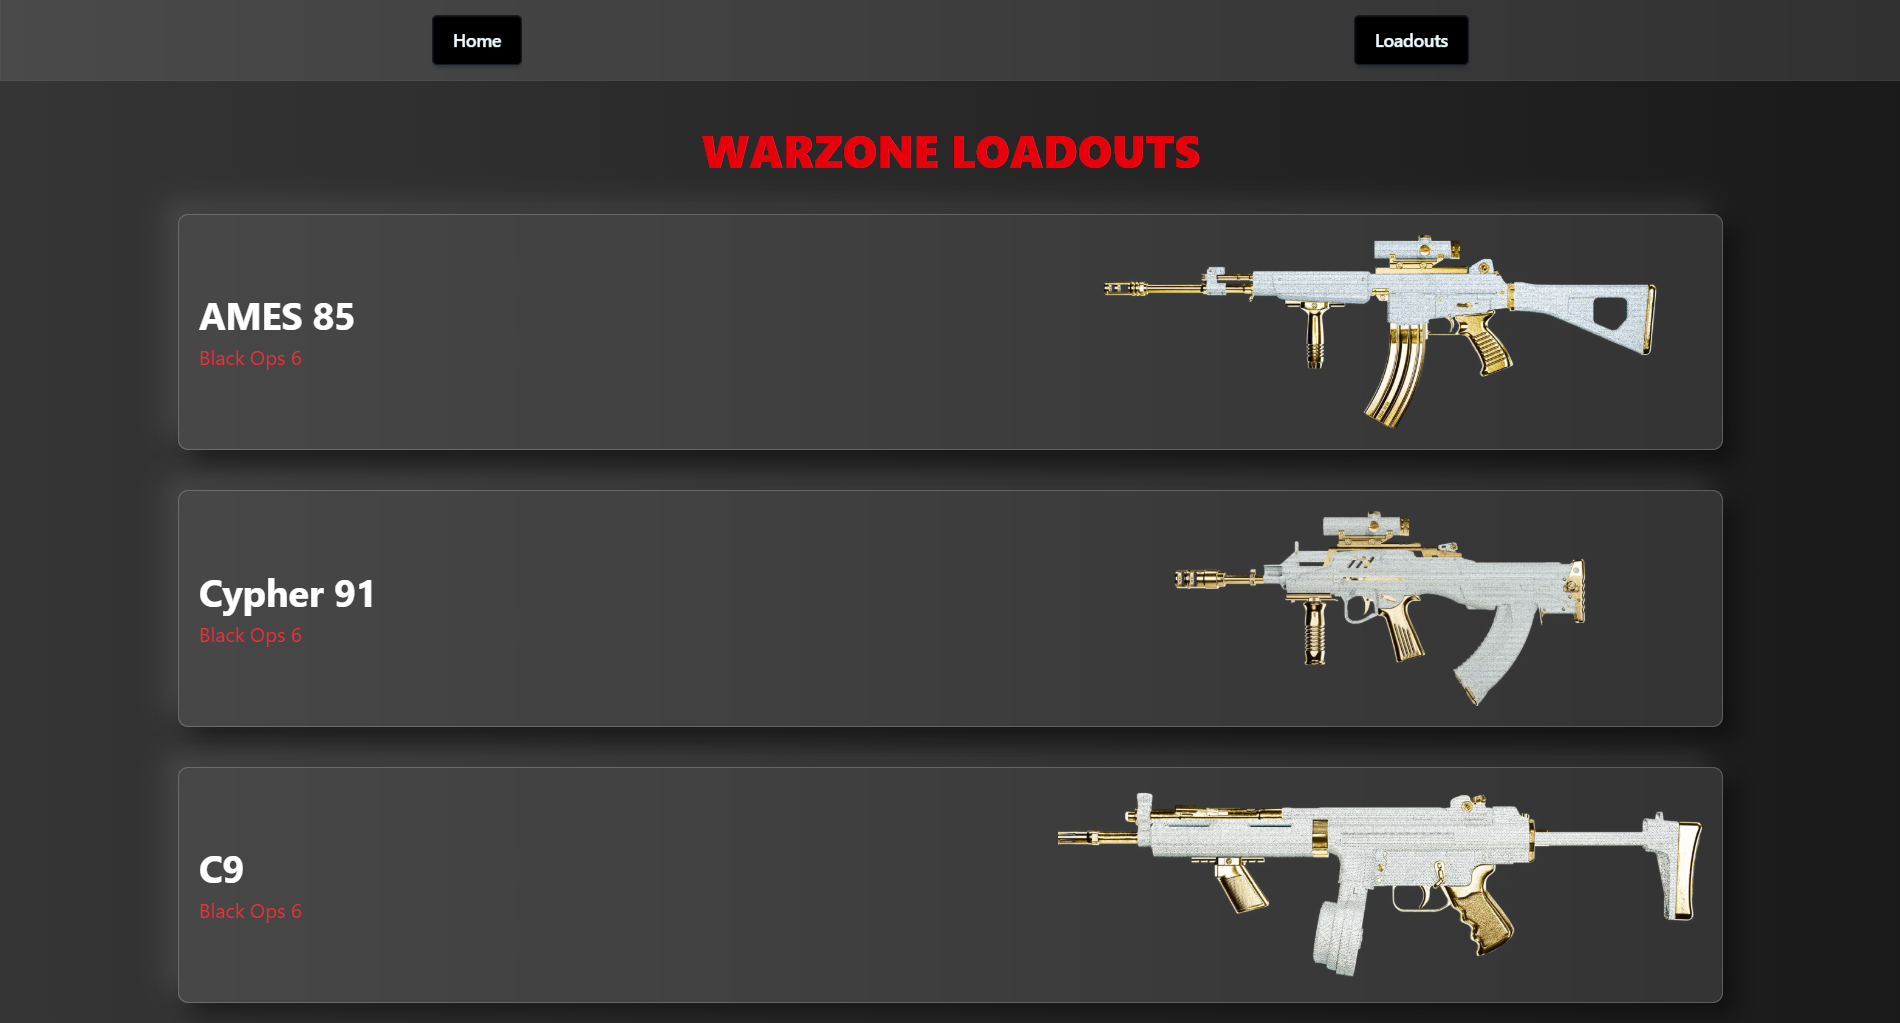 Home
Loadouts
WARZONE LOADOUTS
AMES 85
Black Ops 6
Cypher 91
Black Ops 6
C9
Black Ops 6